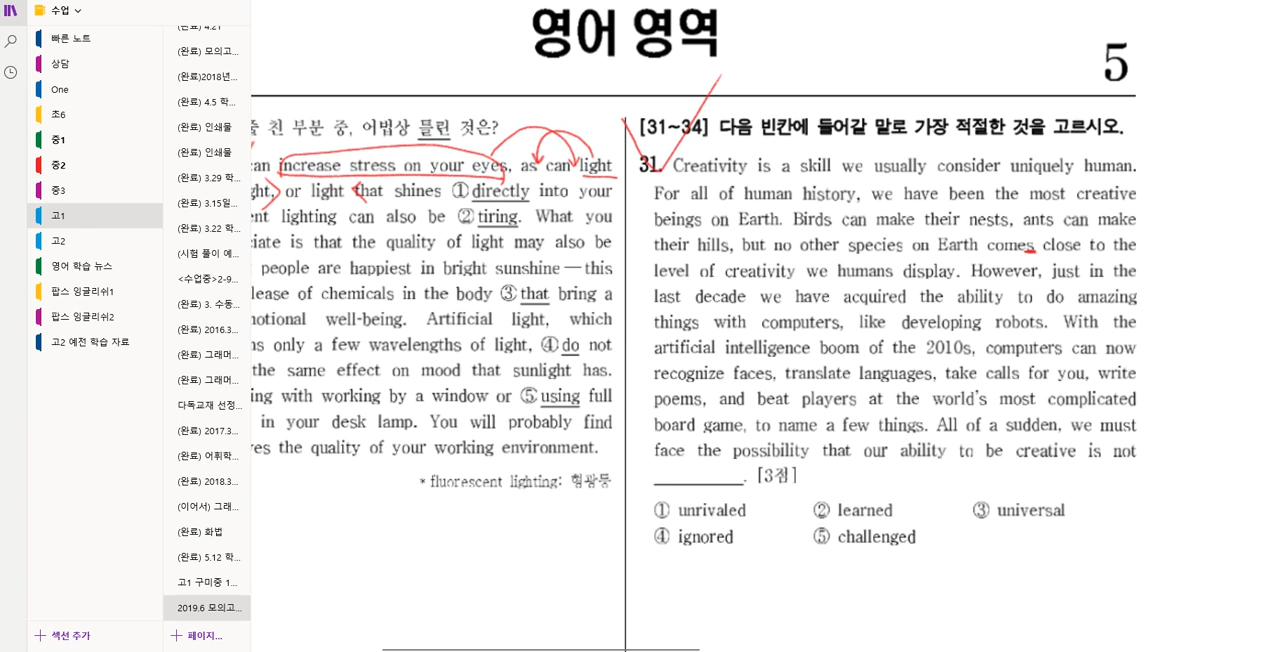 수업
빠른 노트
상담
One
초6
중1
중2
중3
고1
고2
영어 학습 뉴스
팝스 잉글리쉬1
팝스 잉글리쉬2
고2 예전 학습 자료
섹션 추가
(완료) 4.21
(완료) 모의고...
(완료)2018년...
(완료) 4.5 학...
(완료) 인쇄물
(완료) 인쇄물
(완료) 3.29 학...
(완료) 3.15일...
(완료) 3.22 학...
(시험 풀이 예...
<수업중>2-9...
(완료) 3. 수동...
(완료) 2016.3...
(완료) 그래머...
(완료) 그래머...
다독교재 선정...
(완료) 2017.3...
(완료) 어휘학...
(완료) 2018.3...
(이어서) 그래...
(완료) 화법
(완료) 5.12 학...
고1 구미중 1...
2019.6 모의고...
페이지...
영어 영역
5
친 부분 중, 어법상 틀린 것은?
can increase stress on your eyes, as can light
or light that shines ①directly into your
lighting can also be ②tiring. What you
is that the quality of light may also be
people are happiest in bright sunshine — this
of chemicals in the body ③that bring a
well-being. Artificial light, which
only a few wavelengths of light, ④do not
the same effect on mood that sunlight has.
with working by a window or ⑤using full
in your desk lamp. You will probably find
the quality of your working environment.
* fluorescent lighting: 형광등
[31~34] 다음 빈칸에 들어갈 말로 가장 적절한 것을 고르시오.
31. Creativity is a skill we usually consider uniquely human.
For all of human history, we have been the most creative
beings on Earth. Birds can make their nests, ants can make
their hills, but no other species on Earth comes close to the
level of creativity we humans display. However, just in the
last decade we have acquired the ability to do amazing
things with computers, like developing robots. With the
artificial intelligence boom of the 2010s, computers can now
recognize faces, translate languages, take calls for you, write
poems, and beat players at the world's most complicated
board game, to name a few things. All of a sudden, we must
face the possibility that our ability to be creative is not
__________. [3점]
① unrivaled ② learned ③ universal
④ ignored ⑤ challenged